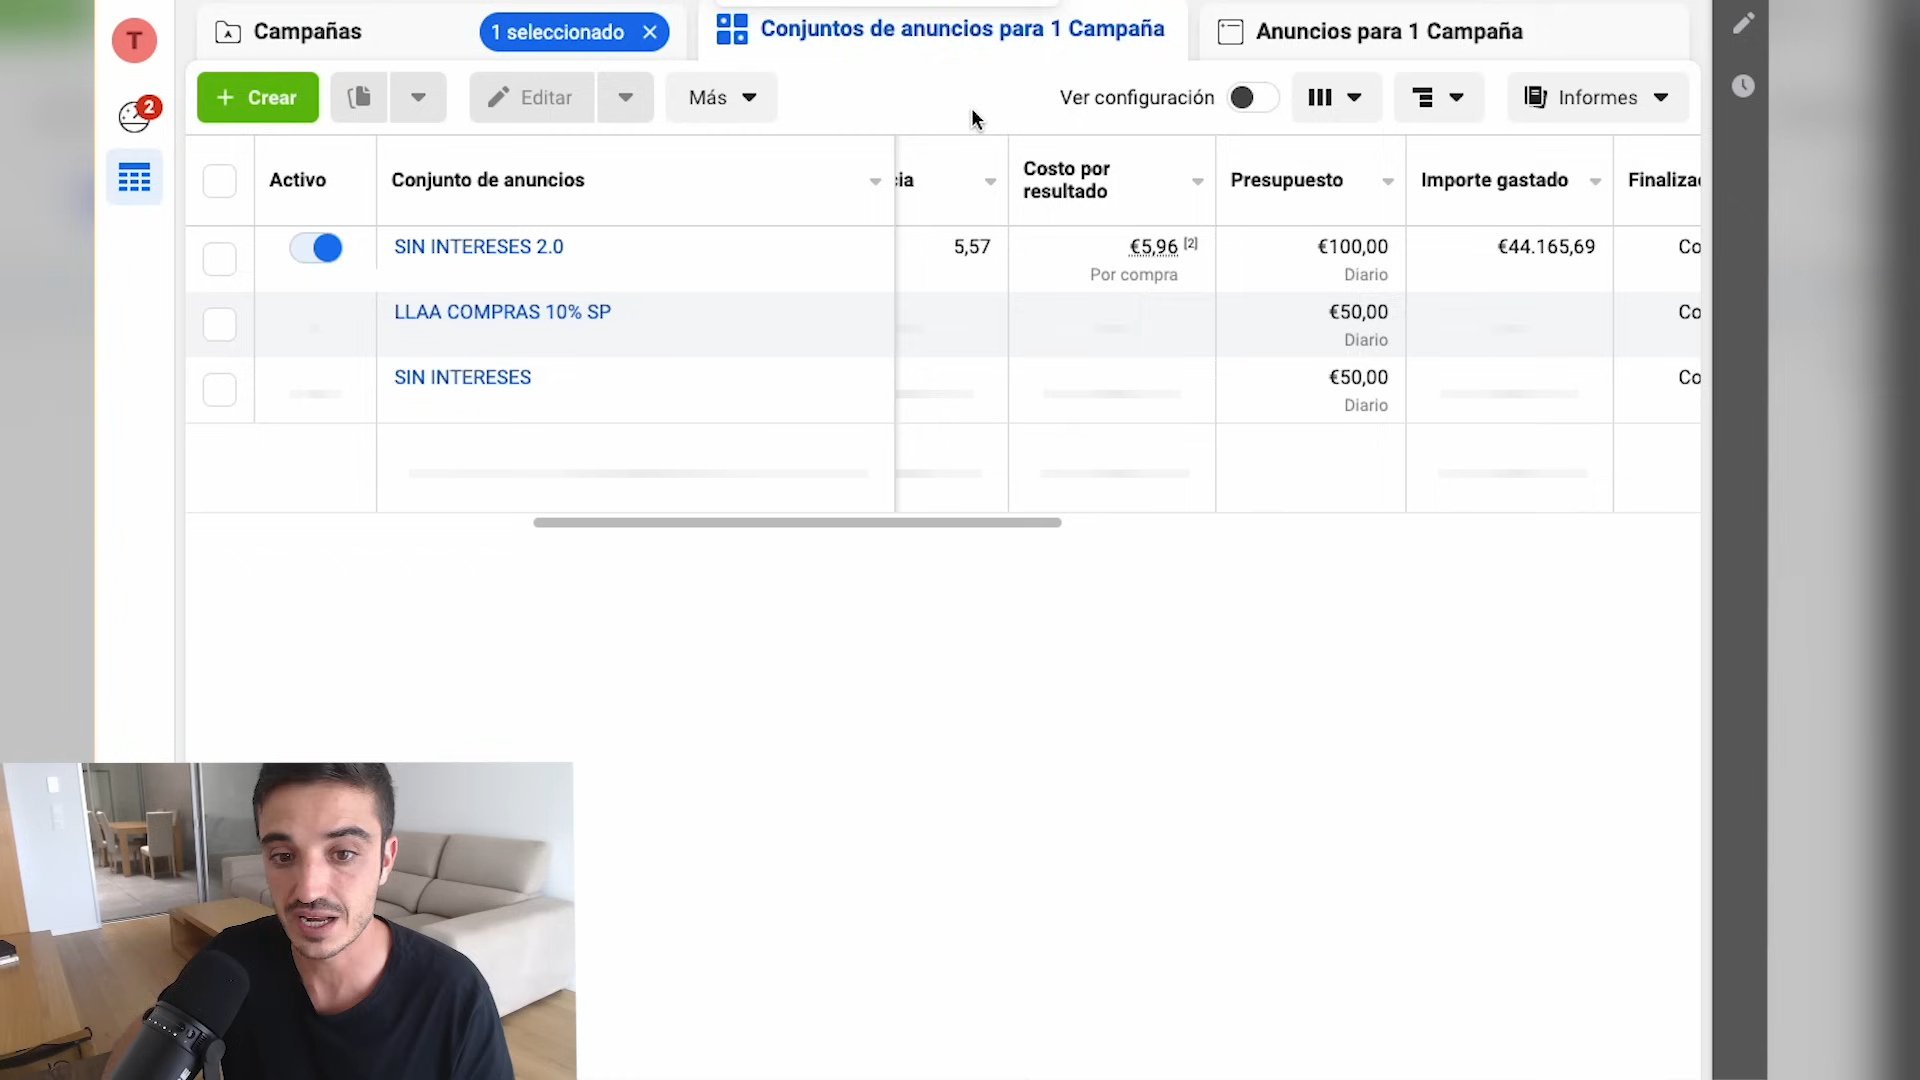 T
Campañas
1 seleccionado
Conjuntos de anuncios para 1 Campaña
Anuncios para 1 Campaña
2
Crear
Editar
Más
Ver configuración
Informes
Activo
Conjunto de anuncios
cia
Costo por
resultado
Presupuesto
Importe gastado
Finaliza
SIN INTERESES 2.0
5,57
€5,96 [2]
Por compra
€100,00
Diario
€44.165,69
Co
LLAA COMPRAS 10% SP
€50,00
Diario
Co
SIN INTERESES
€50,00
Diario
Co